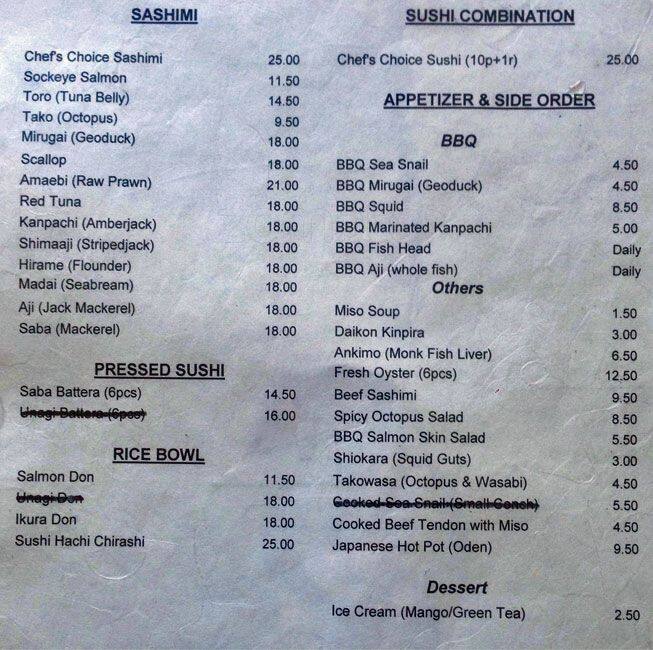 SASHIMI
Chef's Choice Sashimi 25.00
Sockeye Salmon 11.50
Toro (Tuna Belly) 14.50
Tako (Octopus) 9.50
Mirugai (Geoduck) 18.00
Scallop 18.00
Amaebi (Raw Prawn) 21.00
Red Tuna 18.00
Kanpachi (Amberjack) 18.00
Shimaaji (Stripedjack) 18.00
Hirame (Flounder) 18.00
Madai (Seabream) 18.00
Aji (Jack Mackerel) 18.00
Saba (Mackerel) 18.00
PRESSED SUSHI
Saba Battera (6pcs) 14.50
Unagi Battera (6pcs) 16.00
RICE BOWL
Salmon Don 11.50
Unagi Don 18.00
Ikura Don 18.00
Sushi Hachi Chirashi 25.00
SUSHI COMBINATION
Chef's Choice Sushi (10p+1r) 25.00
APPETIZER & SIDE ORDER
BBQ
BBQ Sea Snail 4.50
BBQ Mirugai (Geoduck) 4.50
BBQ Squid 8.50
BBQ Marinated Kanpachi 5.00
BBQ Fish Head Daily
BBQ Aji (whole fish) Daily
Others
Miso Soup 1.50
Daikon Kinpira 3.00
Ankimo (Monk Fish Liver) 6.50
Fresh Oyster (6pcs) 12.50
Beef Sashimi 9.50
Spicy Octopus Salad 8.50
BBQ Salmon Skin Salad 5.50
Shiokara (Squid Guts) 3.00
Takowasa (Octopus & Wasabi) 4.50
Cooked Sea Snail (Small Conch) 5.50
Cooked Beef Tendon with Miso 4.50
Japanese Hot Pot (Oden) 9.50
Dessert
Ice Cream (Mango/Green Tea) 2.50